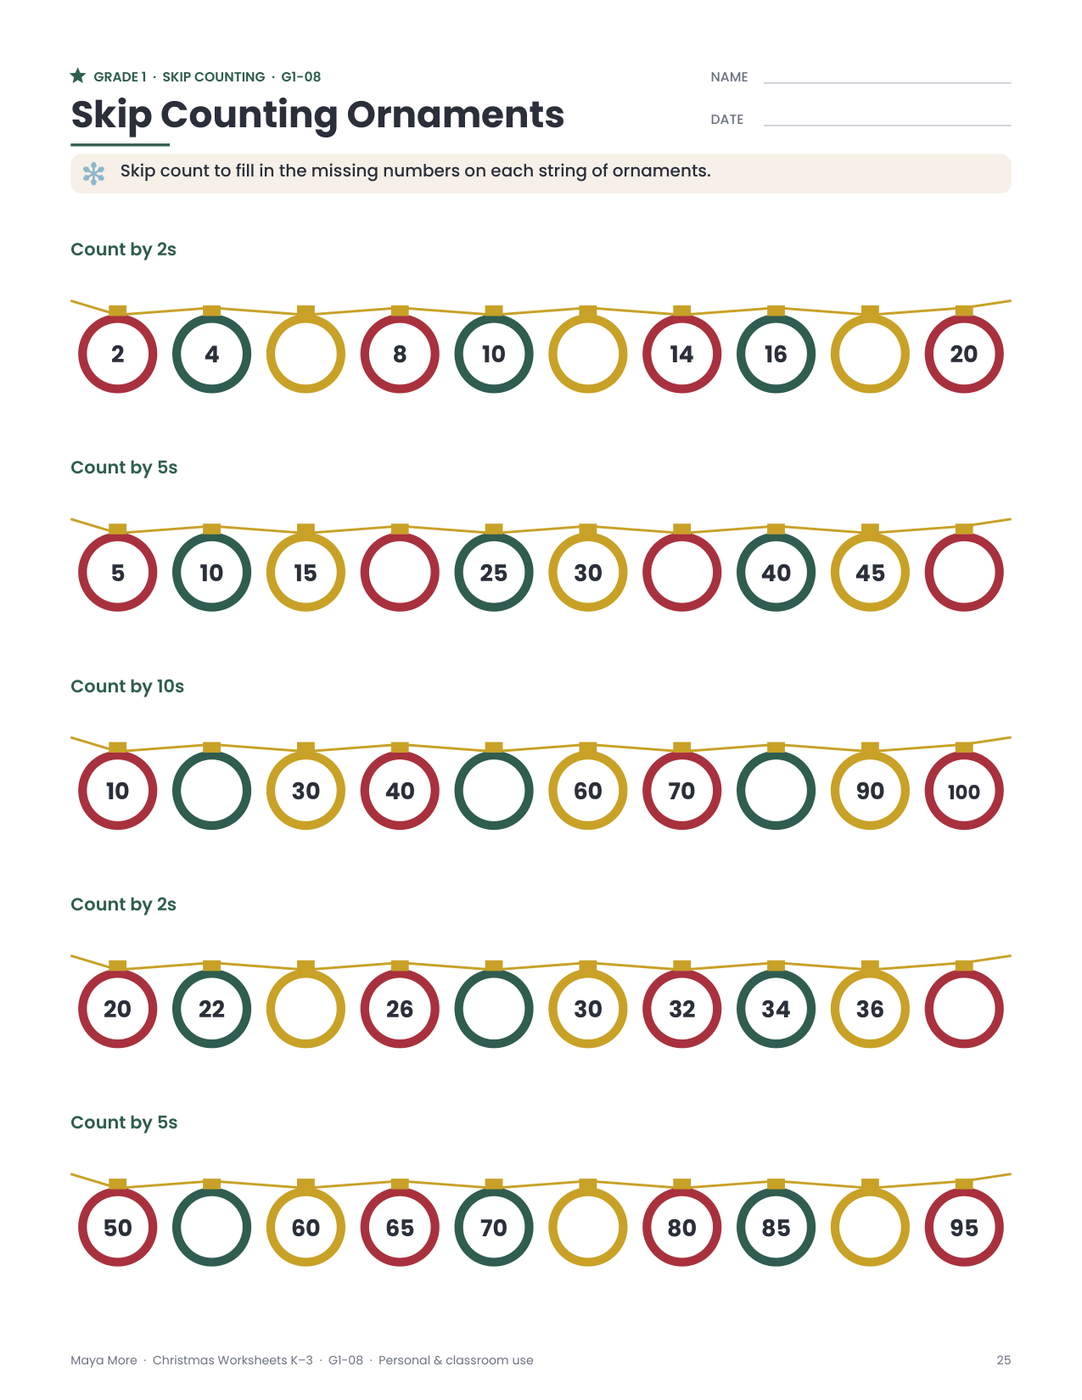 GRADE 1 · SKIP COUNTING · G1-08
NAME
Skip Counting Ornaments
DATE
Skip count to fill in the missing numbers on each string of ornaments.
Count by 2s
2 4 8 10 14 16 20
Count by 5s
5 10 15 25 30 40 45
Count by 10s
10 30 40 60 70 90 100
Count by 2s
20 22 26 30 32 34 36
Count by 5s
50 60 65 70 80 85 95
Maya More · Christmas Worksheets K–3 · G1-08 · Personal & classroom use
25